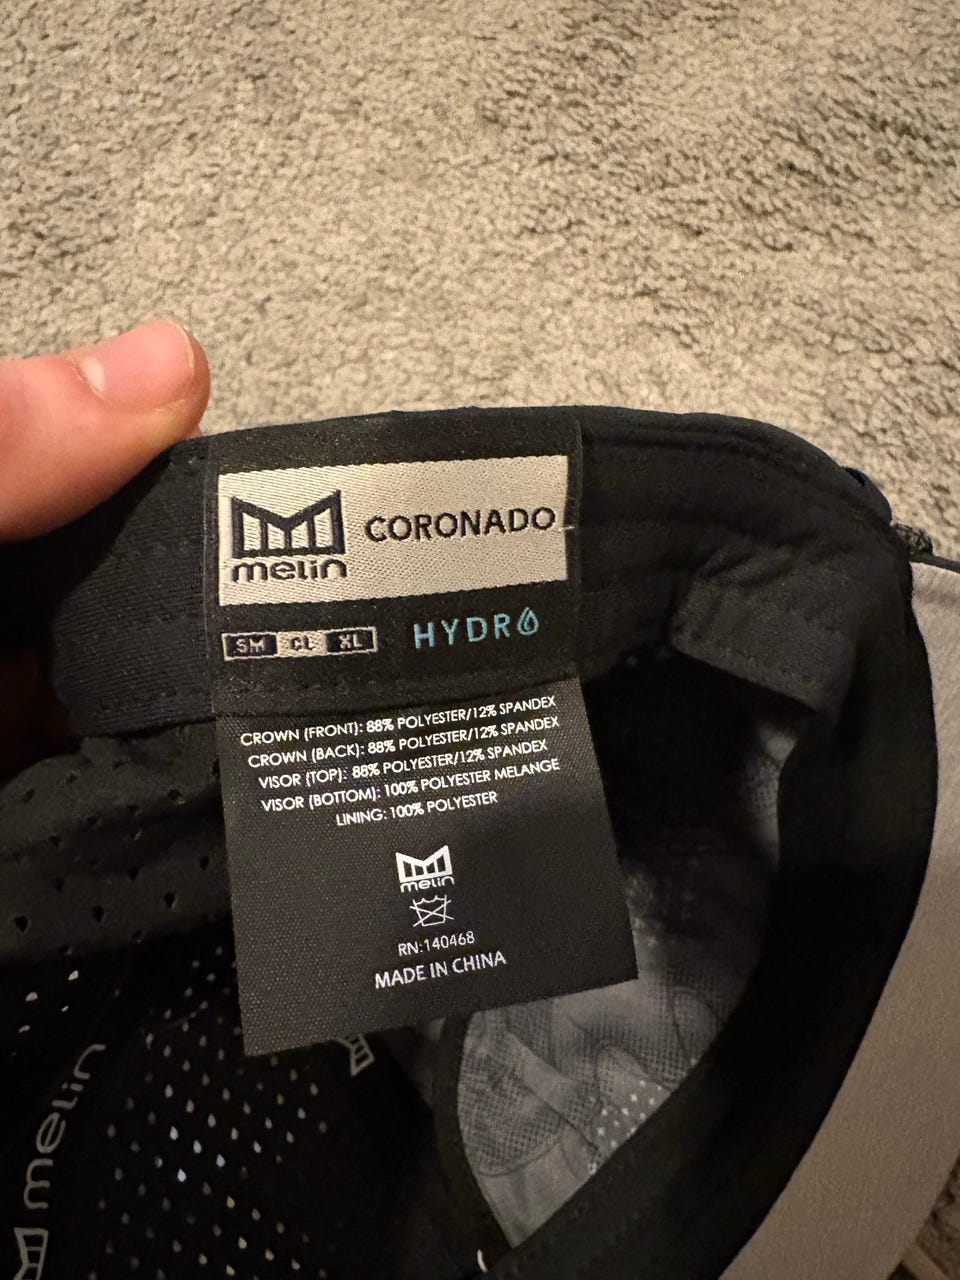 melin CORONADO
SM CL XL HYDRO
CROWN (FRONT): 88% POLYESTER/12% SPANDEX
CROWN (BACK): 88% POLYESTER/12% SPANDEX
VISOR (TOP): 88% POLYESTER/12% SPANDEX
VISOR (BOTTOM): 100% POLYESTER MELANGE
LINING: 100% POLYESTER
melin
RN:140468
MADE IN CHINA
melin